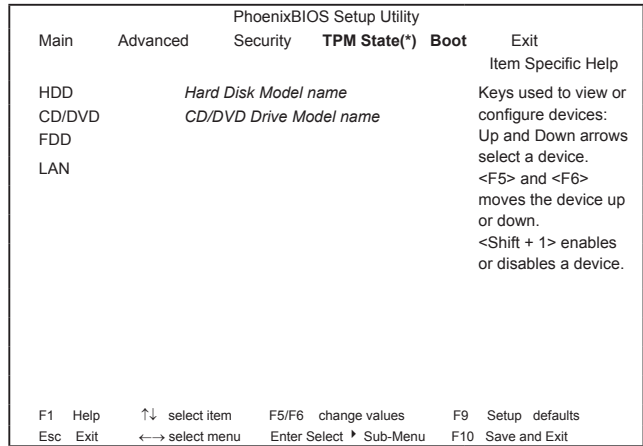 PhoenixBIOS Setup Utility
Main Advanced Security TPM State(*) Boot Exit
Item Specific Help
HDD Hard Disk Model name
CD/DVD CD/DVD Drive Model name
FDD
LAN
Keys used to view or
configure devices:
Up and Down arrows
select a device.
<F5> and <F6>
moves the device up
or down.
<Shift + 1> enables
or disables a device.
F1 Help ↑↓ select item F5/F6 change values F9 Setup defaults
Esc Exit ←→ select menu Enter Select ▸ Sub-Menu F10 Save and Exit